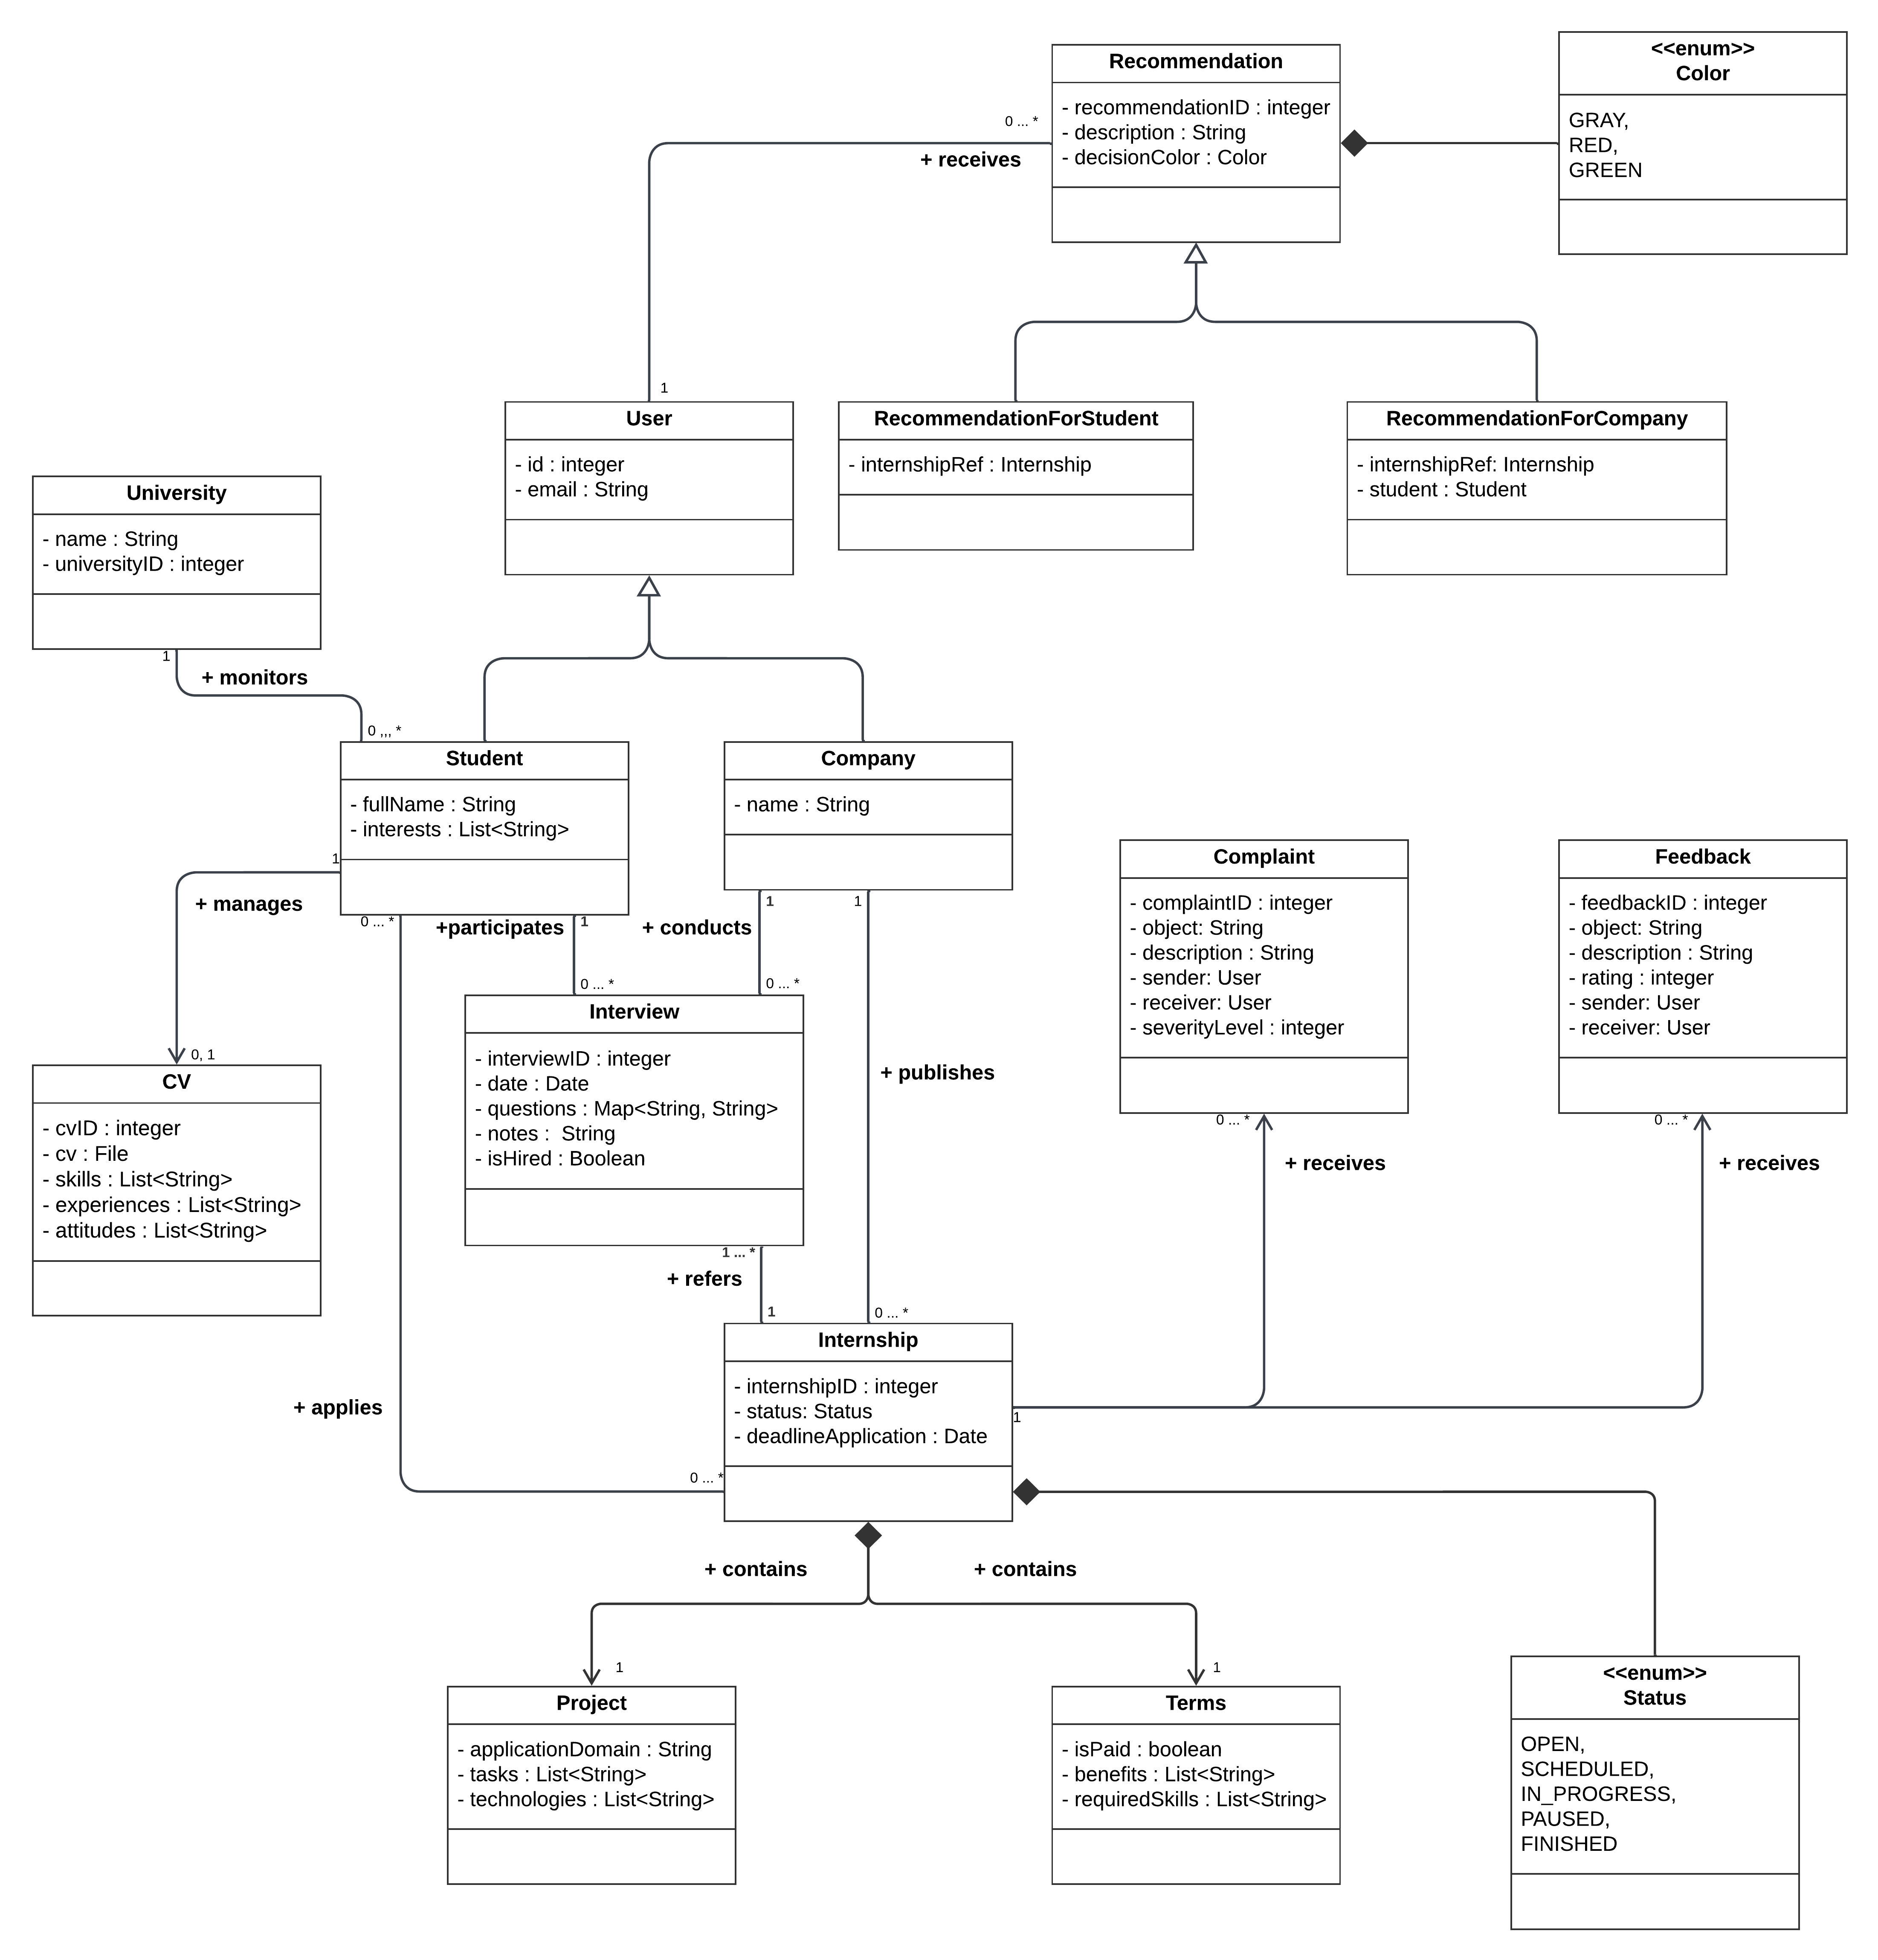 Recommendation
- recommendationID : integer
- description : String
- decisionColor : Color
<<enum>>
Color
GRAY,
RED,
GREEN
0 ... *
+ receives
1
User
- id : integer
- email : String
RecommendationForStudent
- internshipRef : Internship
RecommendationForCompany
- internshipRef: Internship
- student : Student
University
- name : String
- universityID : integer
1
+ monitors
0 ,,, *
Student
- fullName : String
- interests : List<String>
Company
- name : String
1
+ manages
0, 1
0 ... *
+participates
1
0 ... *
+ conducts
1
0 ... *
1
+ publishes
0 ... *
Complaint
- complaintID : integer
- object: String
- description : String
- sender: User
- receiver: User
- severityLevel : integer
Feedback
- feedbackID : integer
- object: String
- description : String
- rating : integer
- sender: User
- receiver: User
CV
- cvID : integer
- cv : File
- skills : List<String>
- experiences : List<String>
- attitudes : List<String>
Interview
- interviewID : integer
- date : Date
- questions : Map<String, String>
- notes :  String
- isHired : Boolean
0 ... *
+ receives
0 ... *
+ receives
1 ... *
+ refers
1
Internship
- internshipID : integer
- status: Status
- deadlineApplication : Date
1
+ applies
0 ... *
+ contains
+ contains
1
1
Project
- applicationDomain : String
- tasks : List<String>
- technologies : List<String>
Terms
- isPaid : boolean
- benefits : List<String>
- requiredSkills : List<String>
<<enum>>
Status
OPEN,
SCHEDULED,
IN_PROGRESS,
PAUSED,
FINISHED